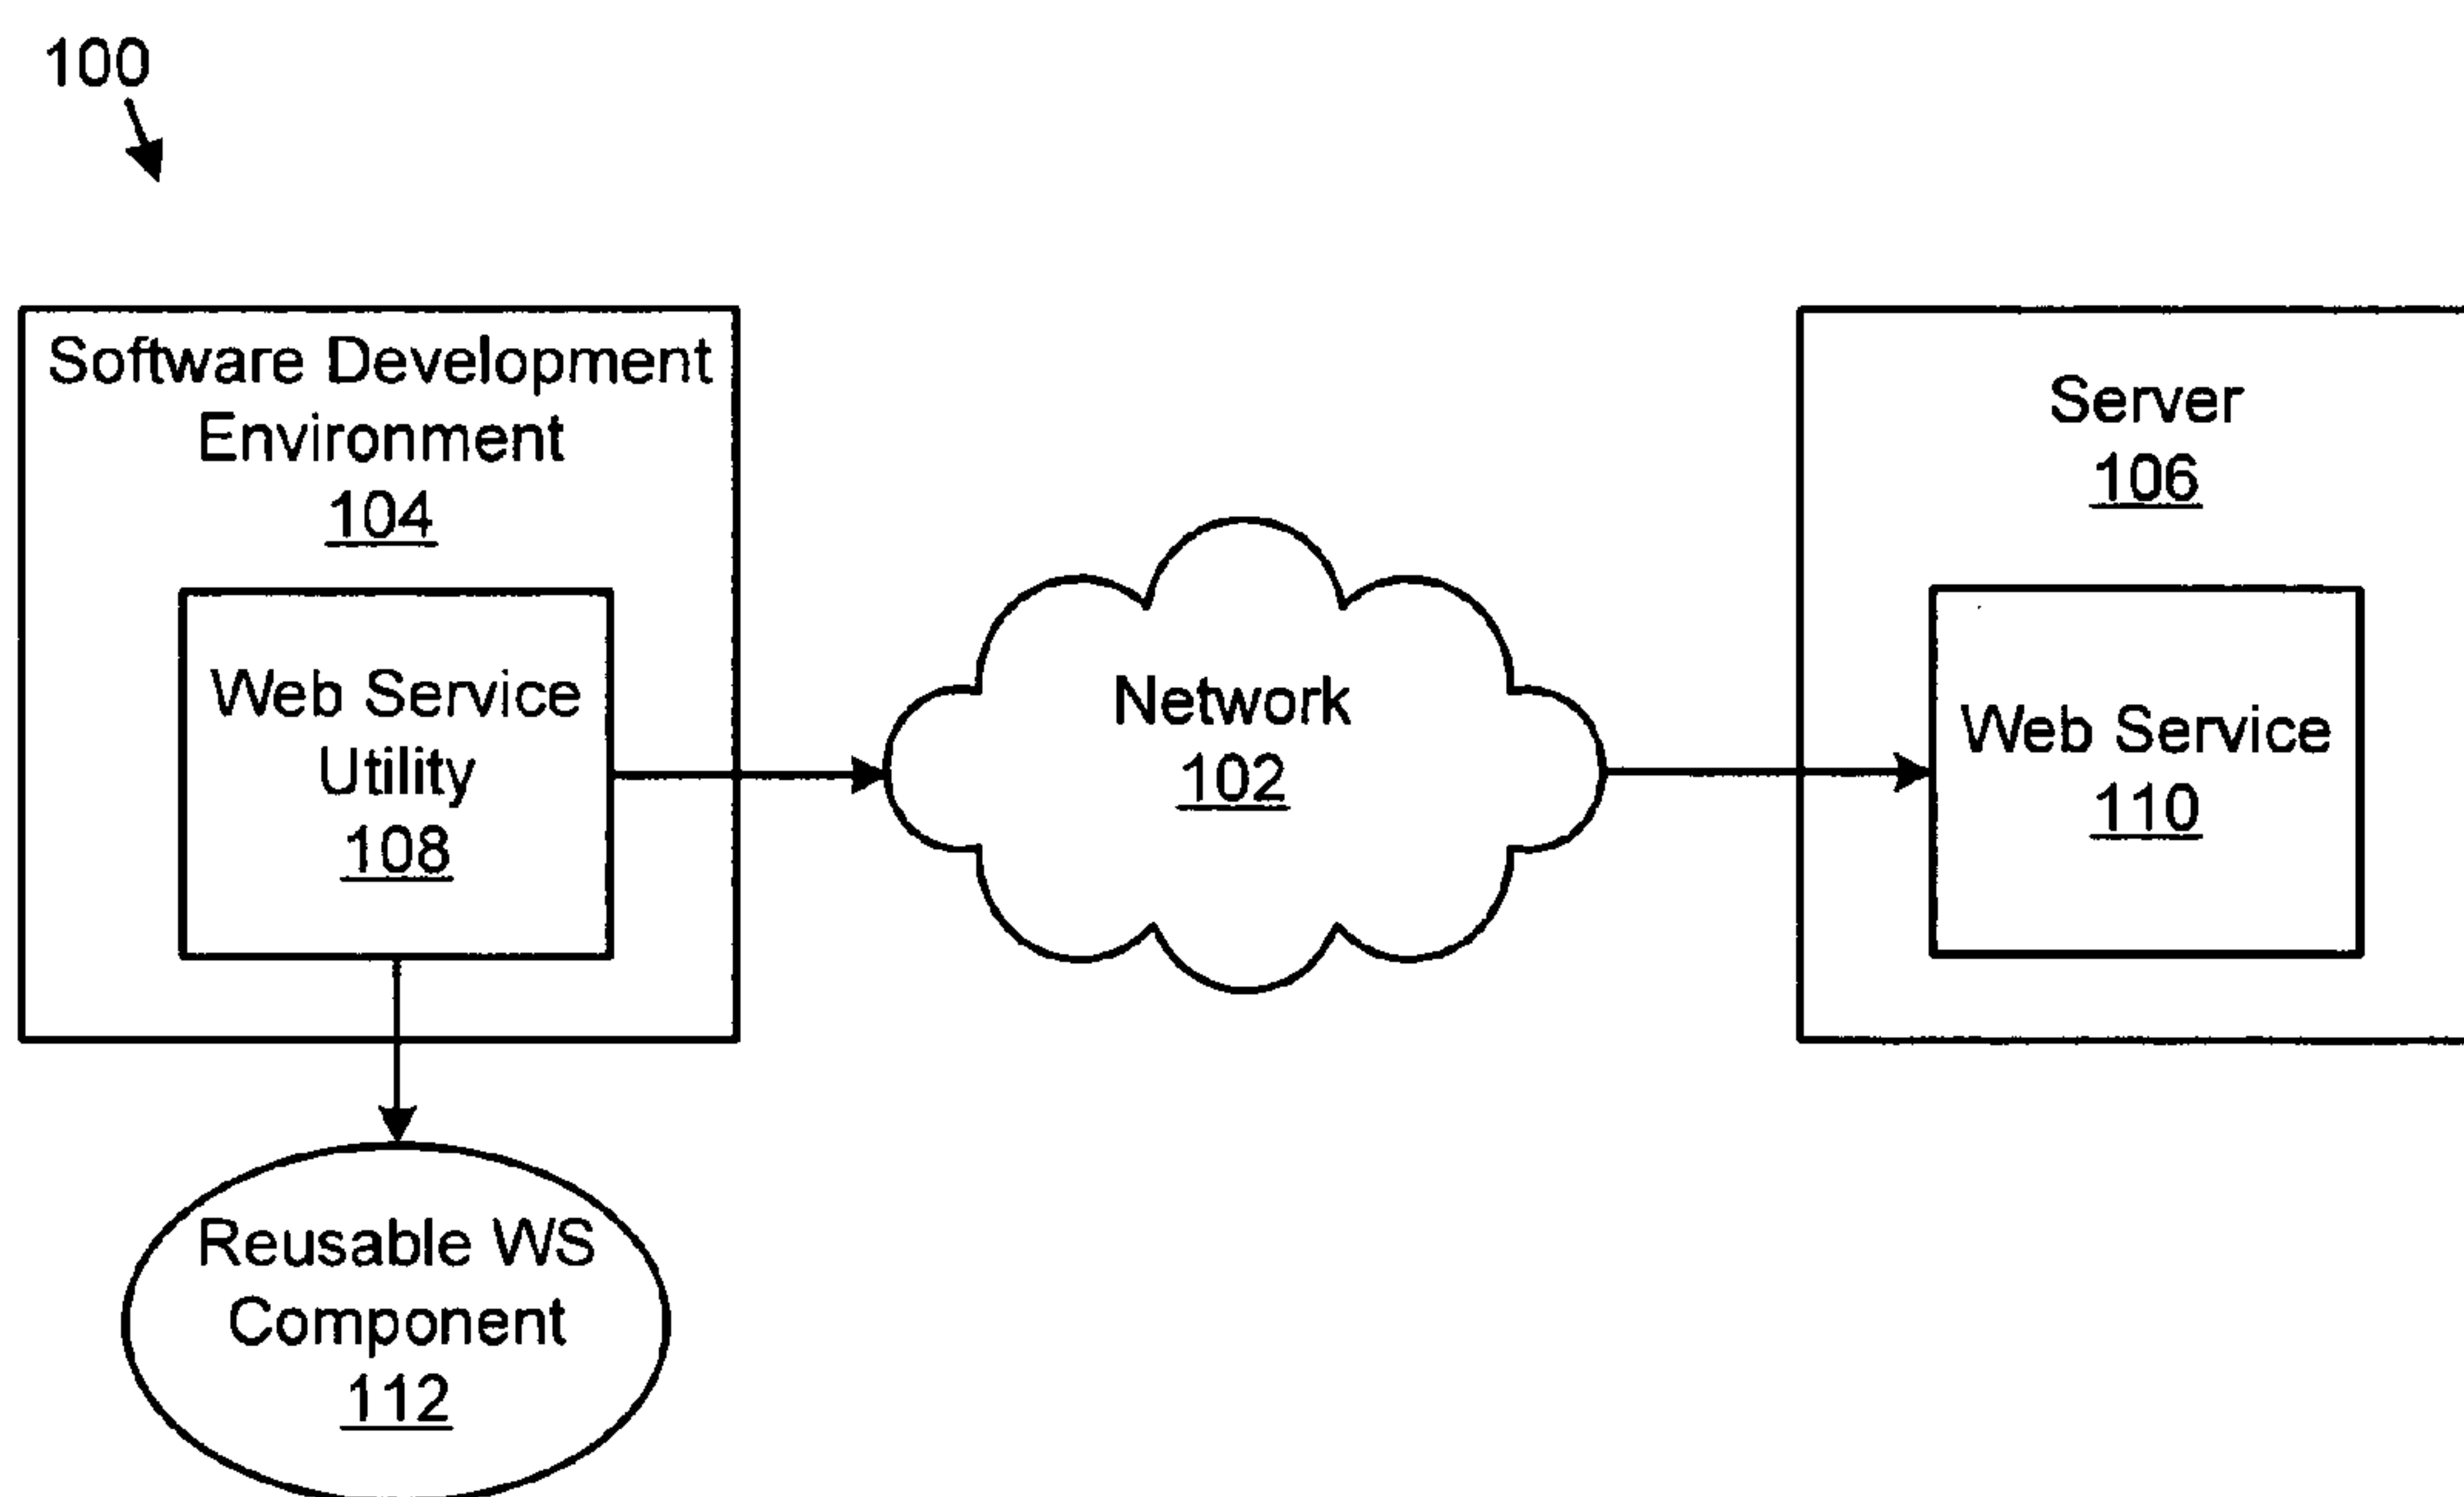 100
Software Development
Environment
104
Web Service
Utility
108
Network
102
Server
106
Web Service
110
Reusable WS
Component
112